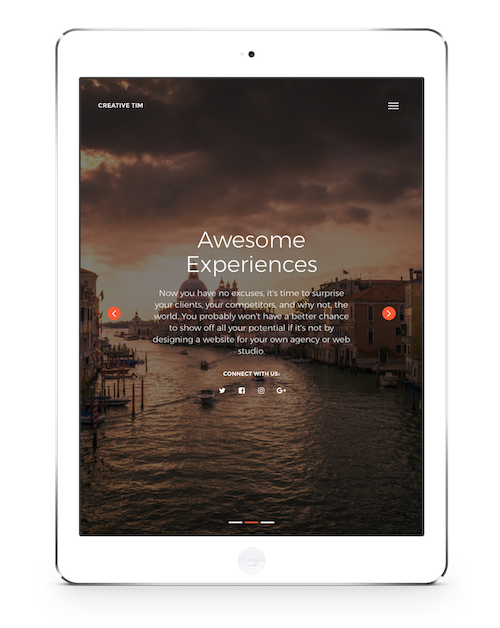 CREATIVE TIM
Awesome
Experiences
Now you have no excuses, it's time to surprise
your clients, your competitors, and why not, the
world. You probably won't have a better chance
to show off all your potential if it's not by
designing a website for your own agency or web
studio.
CONNECT WITH US:
G+